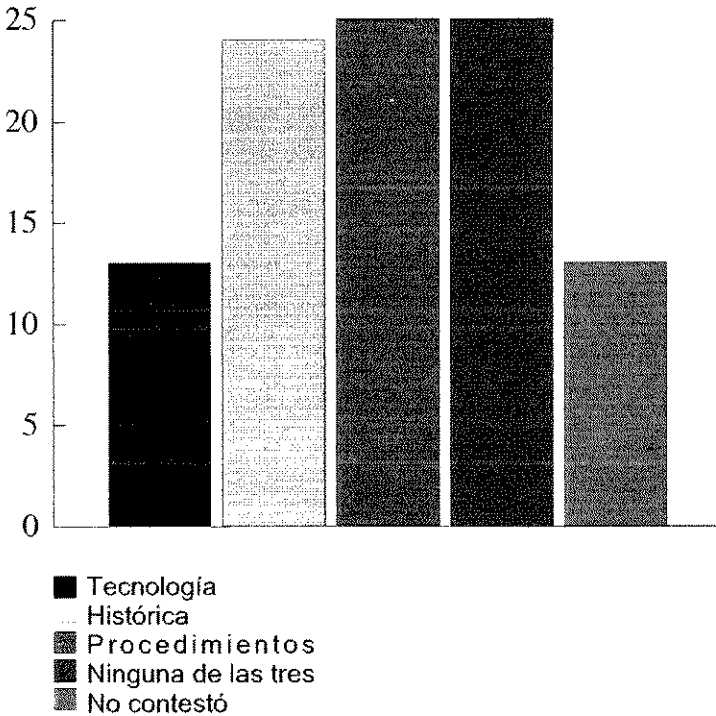 25
20
15
10
5
0
Tecnología
Histórica
Procedimientos
Ninguna de las tres
No contestó